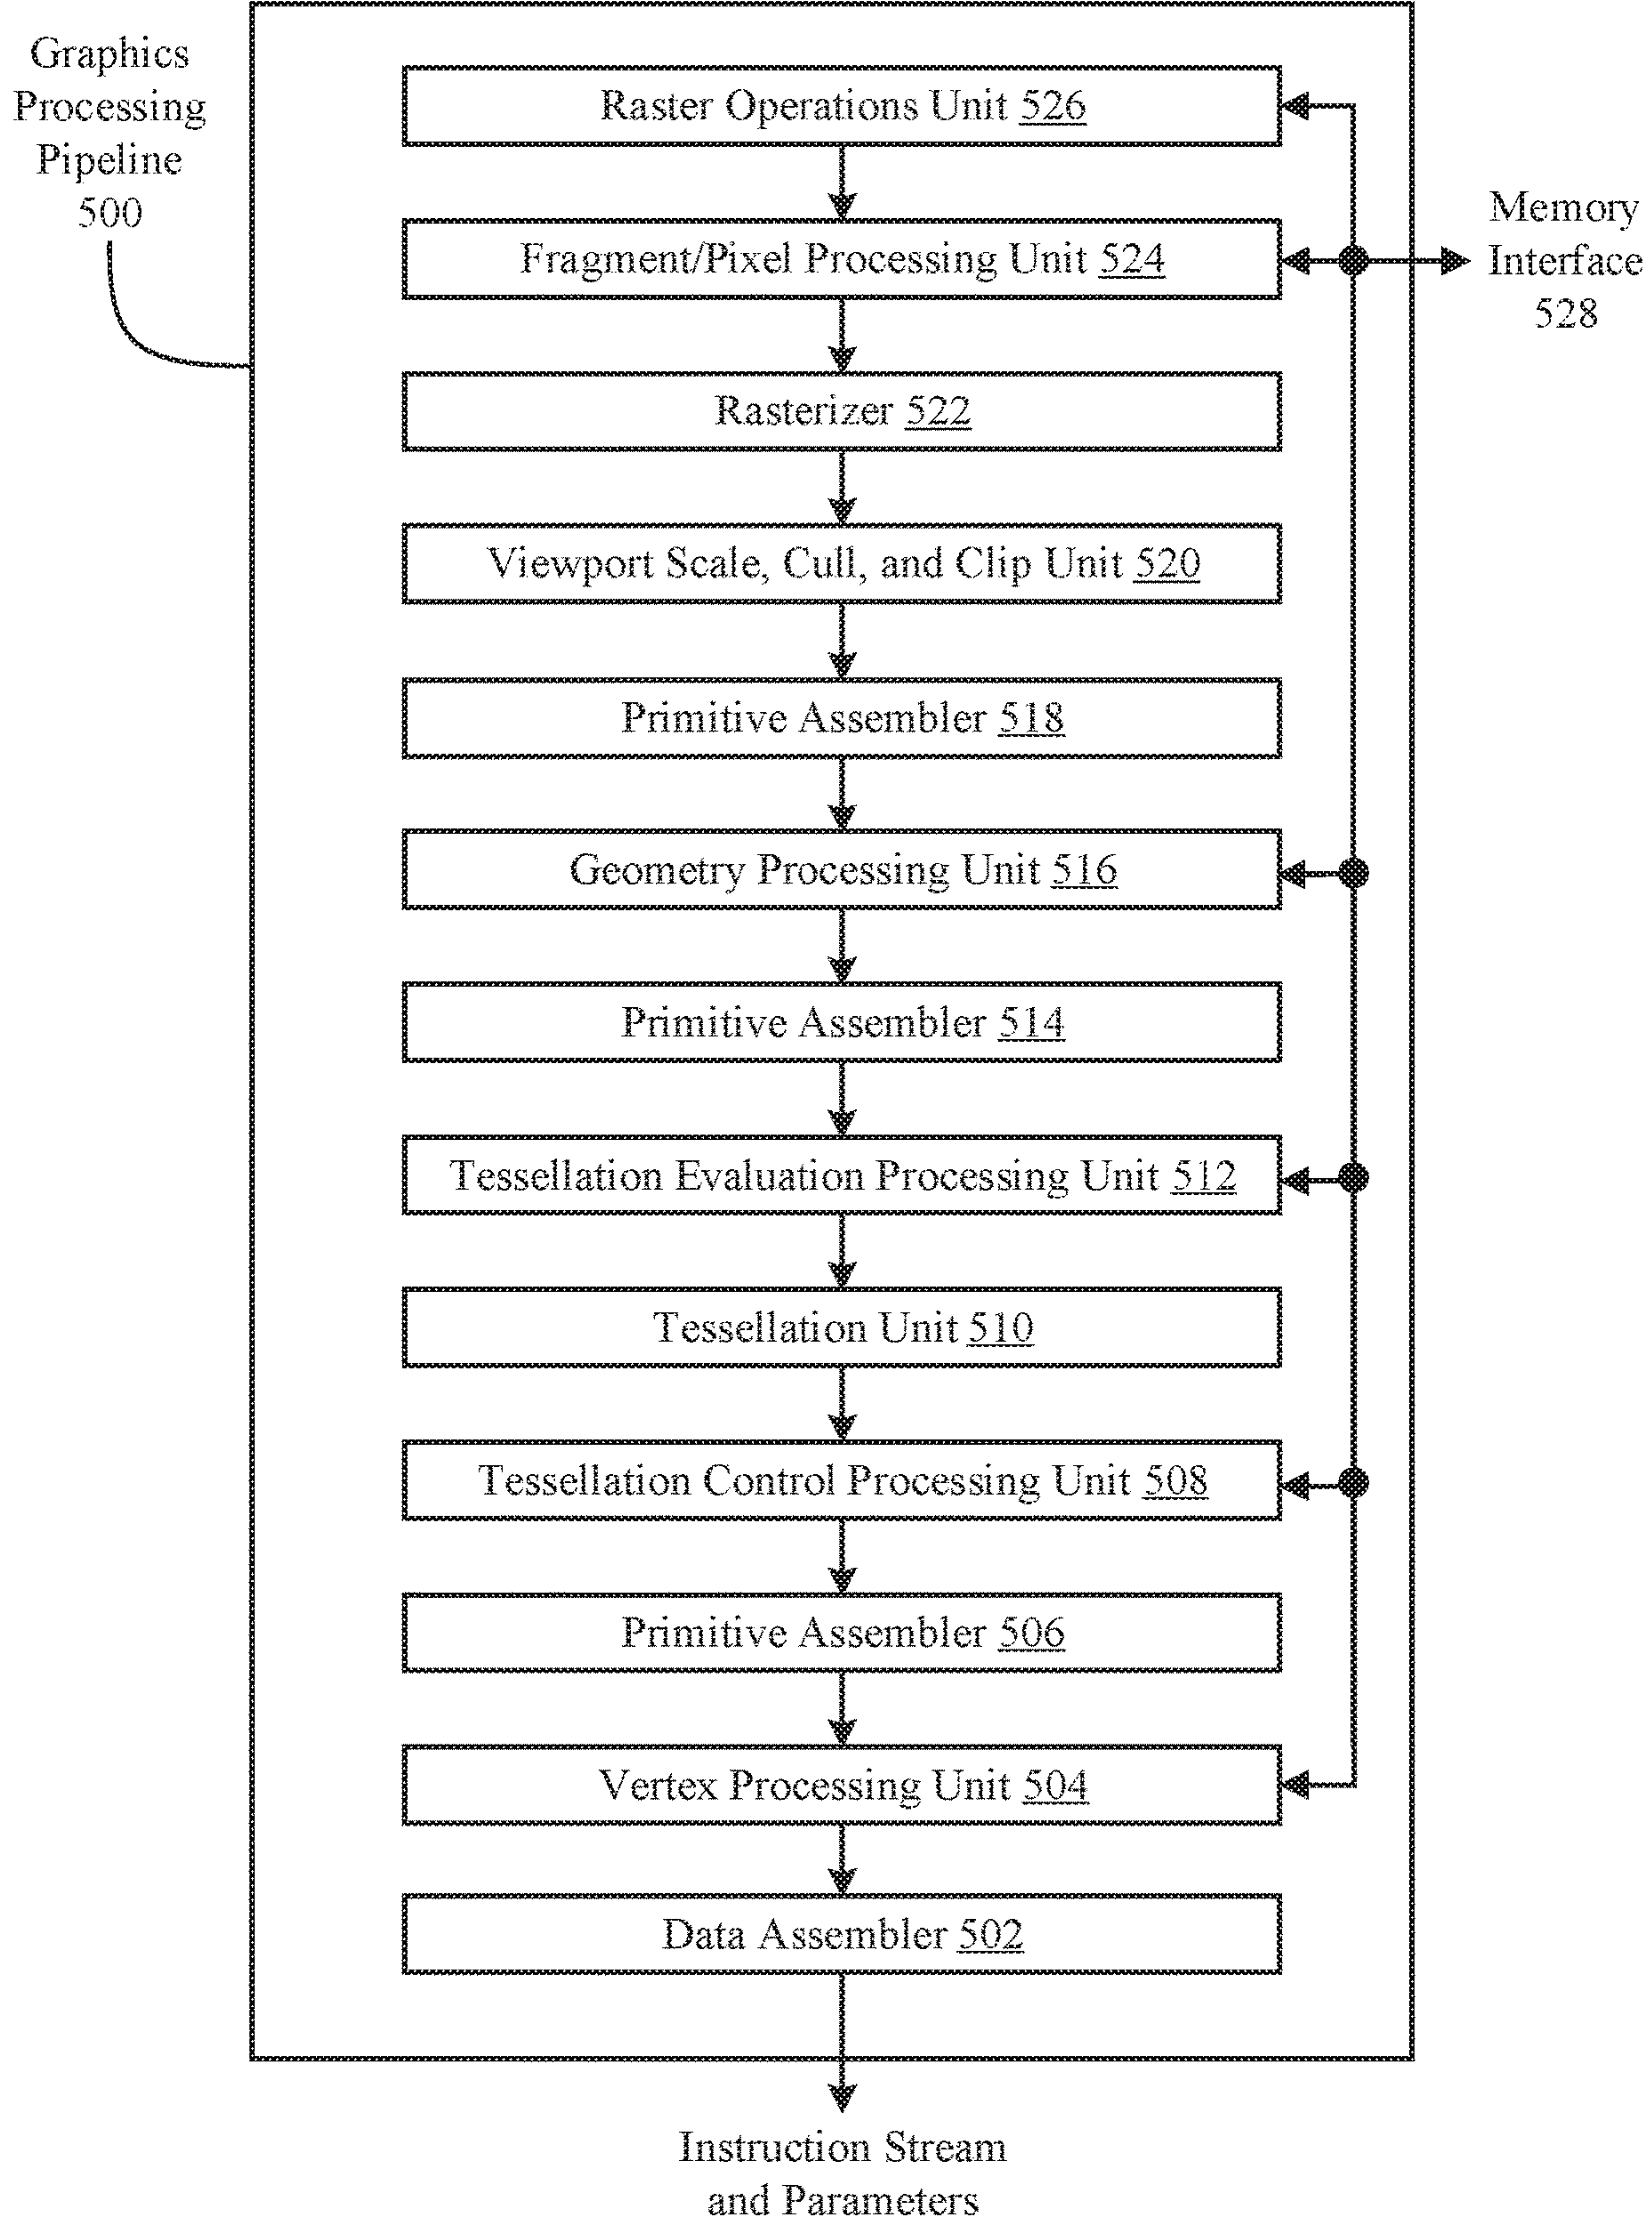 Graphics
Processing
Pipeline
500
Raster Operations Unit 526
Fragment/Pixel Processing Unit 524
Memory
Interface
528
Rasterizer 522
Viewport Scale, Cull, and Clip Unit 520
Primitive Assembler 518
Geometry Processing Unit 516
Primitive Assembler 514
Tessellation Evaluation Processing Unit 512
Tessellation Unit 510
Tessellation Control Processing Unit 508
Primitive Assembler 506
Vertex Processing Unit 504
Data Assembler 502
Instruction Stream
and Parameters